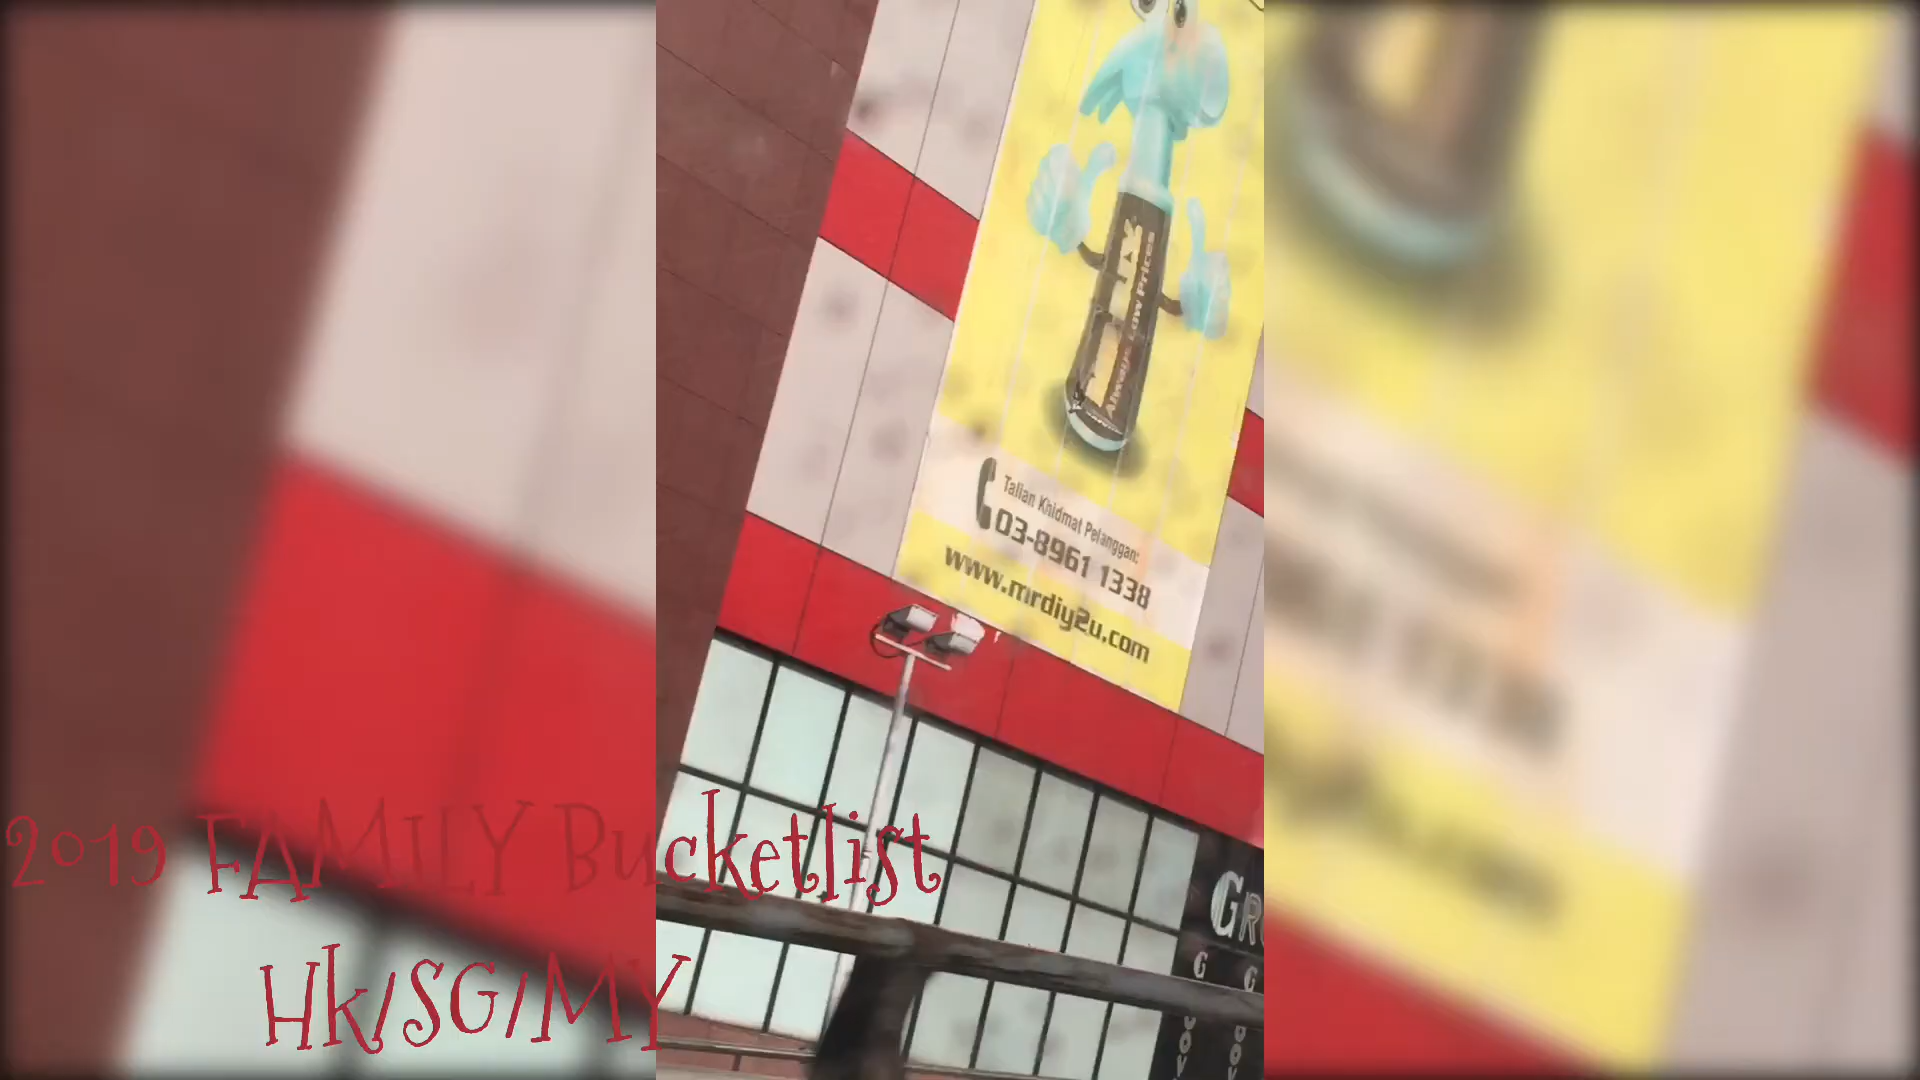 Always Low Prices
Talian Khidmat Pelanggan:
03-8961 1338
www.mrdiy2u.com
2019 FAMILY Bucketlist
Hk/SG/MY